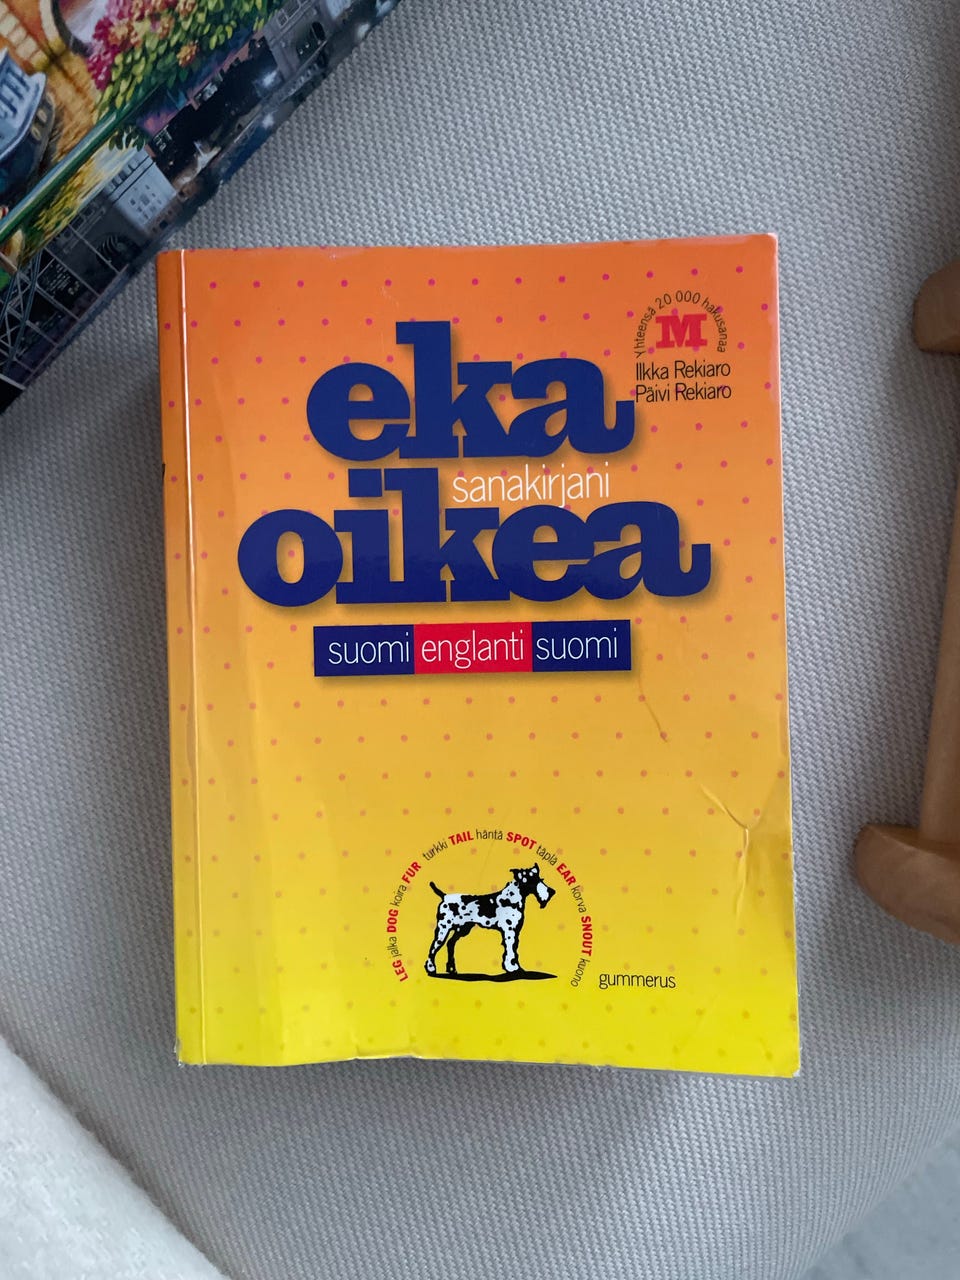 Yhteensä 20 000 hakusanaa
M
Ilkka Rekiaro
Päivi Rekiaro
eka
sanakirjani
oikea
suomi englanti suomi
LEG jalka DOG koira FUR turkki TAIL häntä SPOT täplä EAR korva SNOUT kuono
gummerus